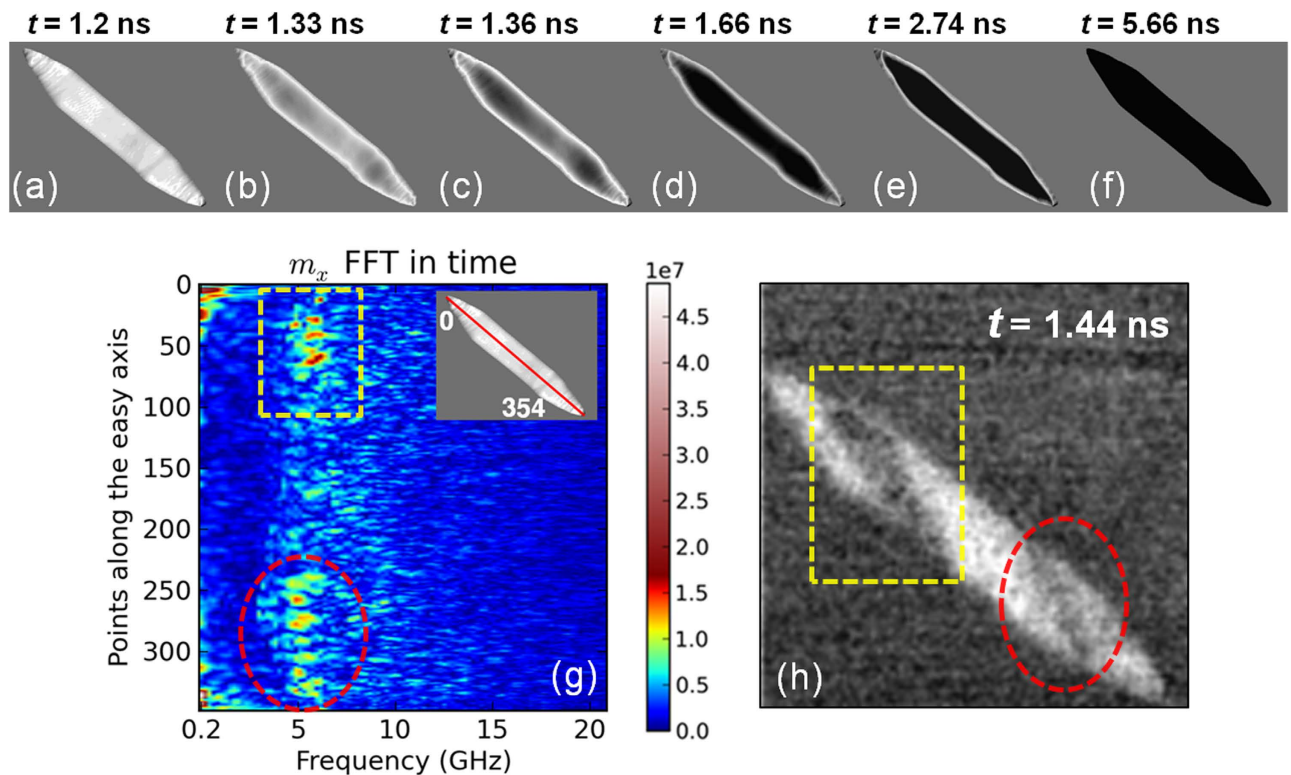 t = 1.2 ns t = 1.33 ns t = 1.36 ns t = 1.66 ns t = 2.74 ns t = 5.66 ns
(a) (b) (c) (d) (e) (f)
m_x FFT in time
1e7
0
50
100
150
200
250
300
Points along the easy axis
0
354
(g)
0.2 5 10 15 20
Frequency (GHz)
4.5
4.0
3.5
3.0
2.5
2.0
1.5
1.0
0.5
0.0
t = 1.44 ns
(h)